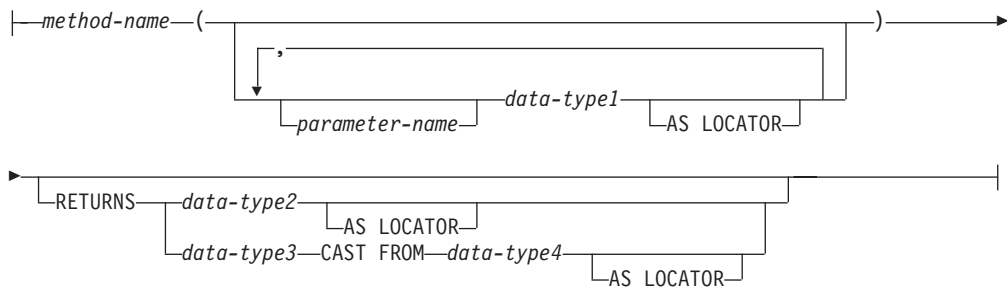 method-name ( )
,
data-type1
parameter-name AS LOCATOR
RETURNS data-type2
AS LOCATOR
data-type3 CAST FROM data-type4
AS LOCATOR